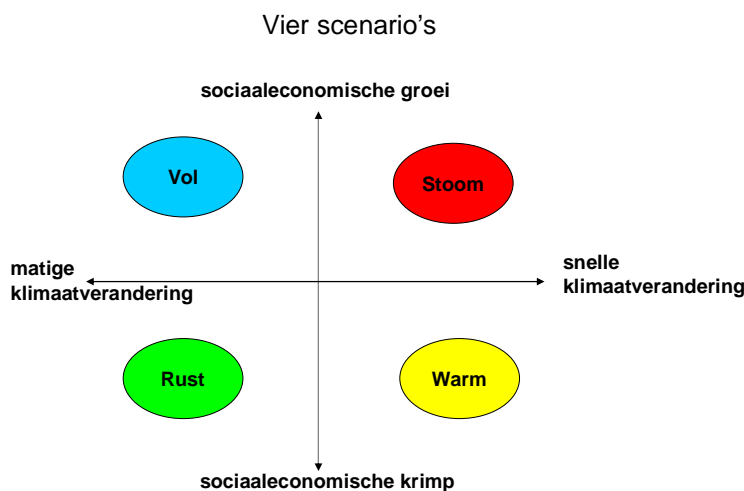 Vier scenario's
sociaaleconomische groei
Vol
Stoom
matige
klimaatverandering
snelle
klimaatverandering
Rust
Warm
sociaaleconomische krimp